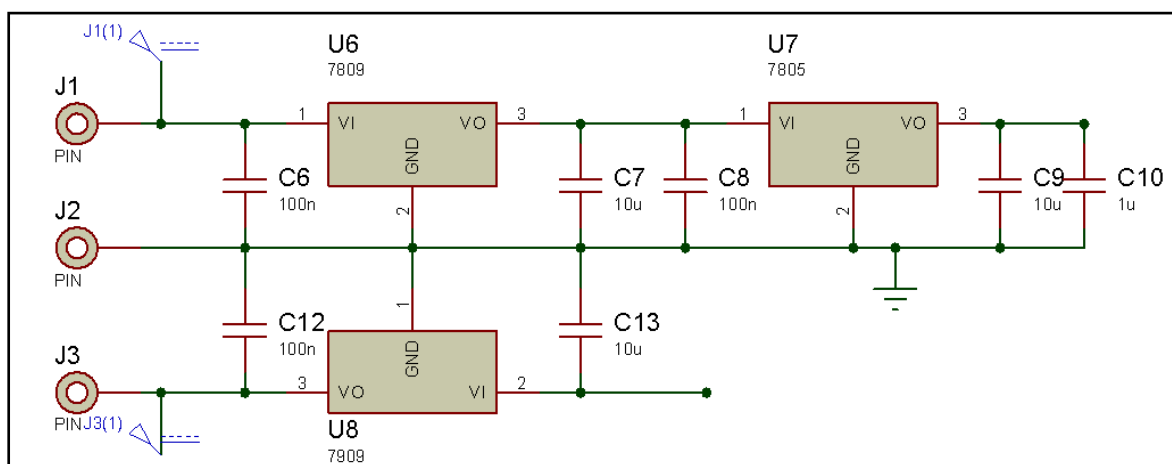 J1(1)
U6
7809
U7
7805
J1
PIN
1
VI
VO
3
GND
2
1
VI
VO
3
GND
2
C6
100n
C7
10u
C8
100n
C9
10u
C10
1u
J2
PIN
C12
100n
1
GND
C13
10u
J3
PIN
J3(1)
3
VO
VI
2
U8
7909